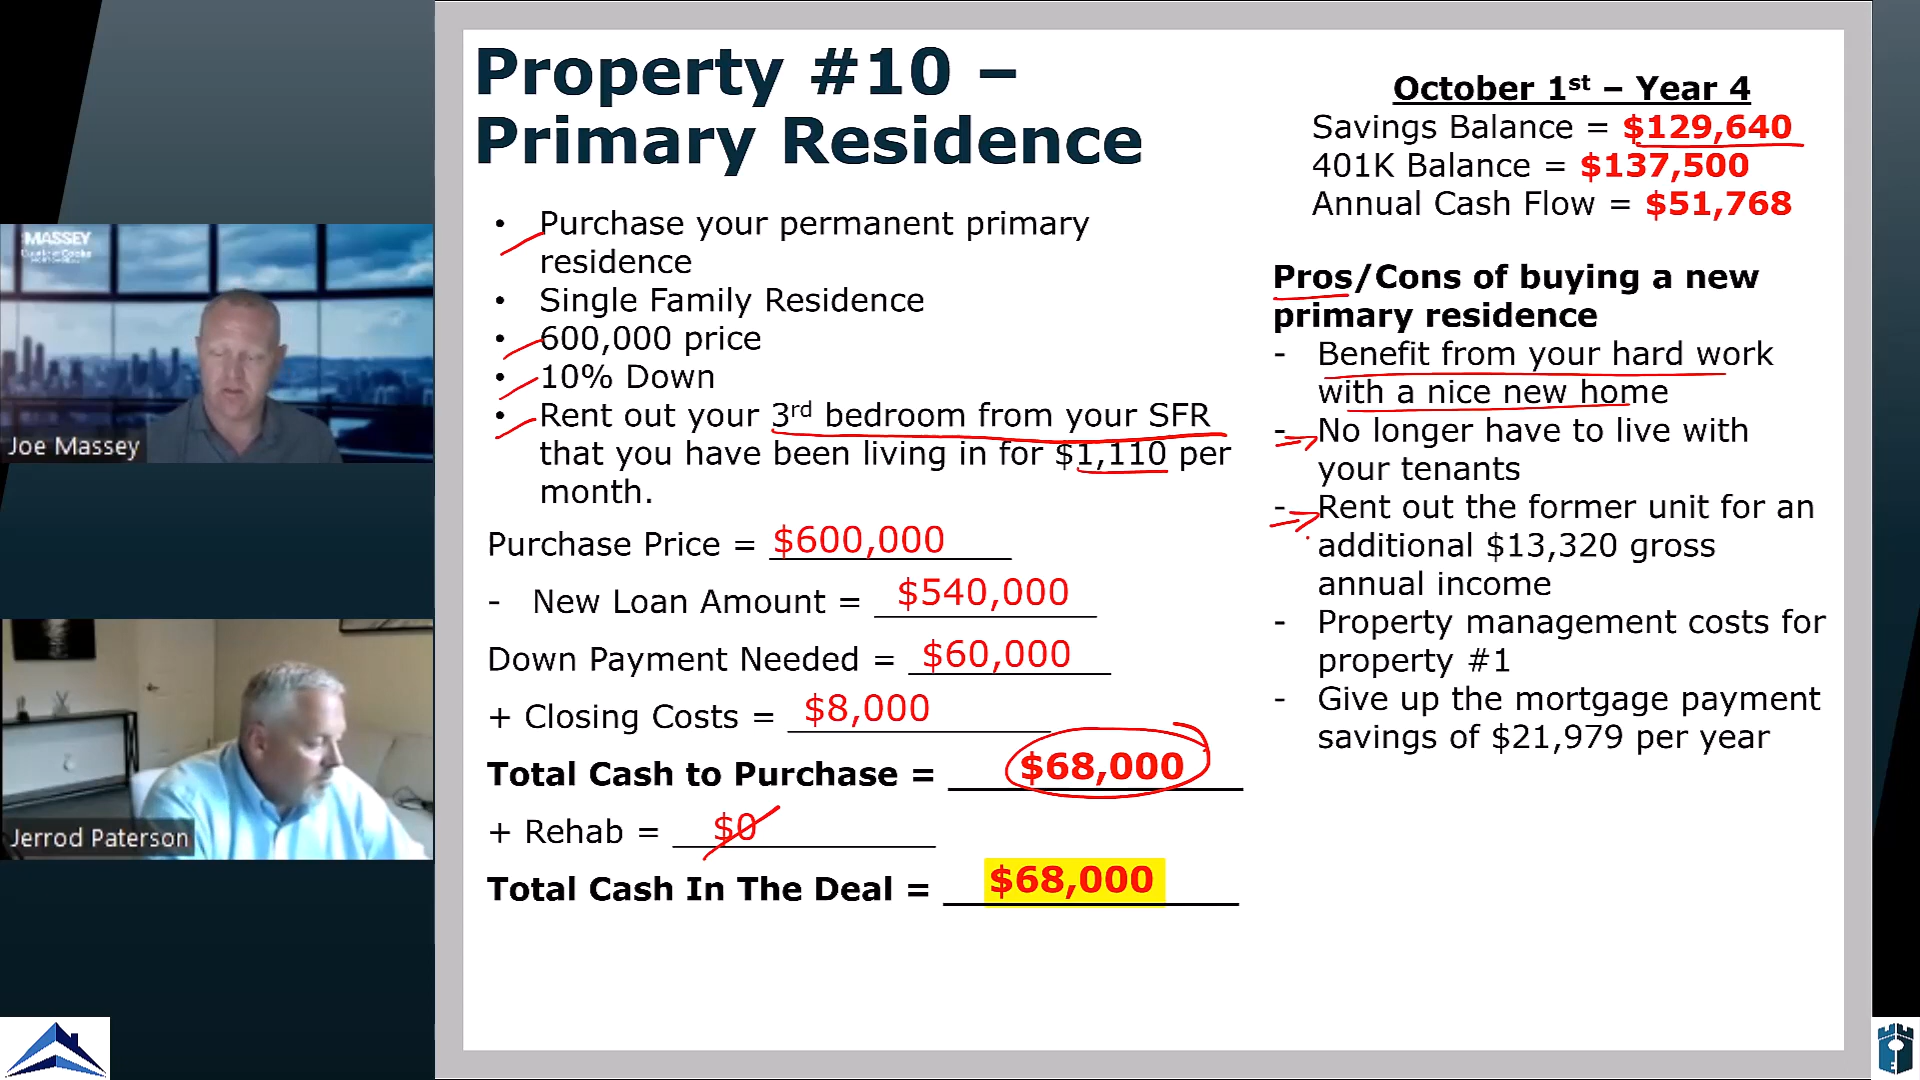 Property #10 –
Primary Residence
• Purchase your permanent primary
residence
• Single Family Residence
• 600,000 price
• 10% Down
• Rent out your 3rd bedroom from your SFR
that you have been living in for $1,110 per
month.
Purchase Price = $600,000
- New Loan Amount = $540,000
Down Payment Needed = $60,000
+ Closing Costs = $8,000
Total Cash to Purchase = $68,000
+ Rehab = $0
Total Cash In The Deal = $68,000
October 1st – Year 4
Savings Balance = $129,640
401K Balance = $137,500
Annual Cash Flow = $51,768
Pros/Cons of buying a new
primary residence
- Benefit from your hard work
with a nice new home
- No longer have to live with
your tenants
- Rent out the former unit for an
additional $13,320 gross
annual income
- Property management costs for
property #1
- Give up the mortgage payment
savings of $21,979 per year
MASSEY
Joe Massey
Jerrod Paterson